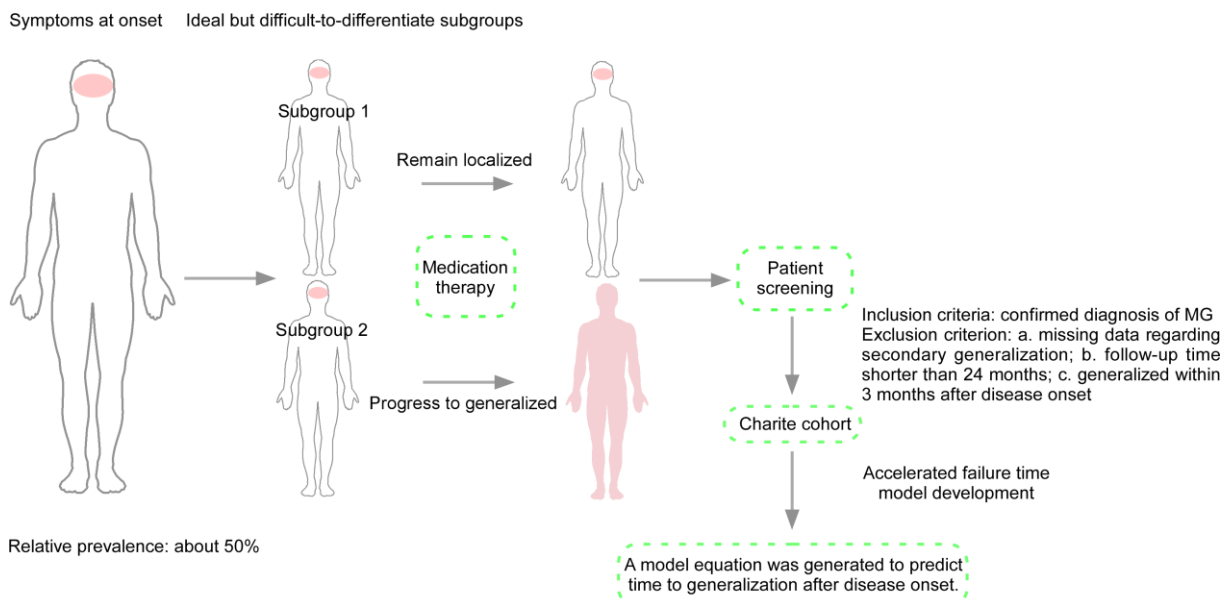 Symptoms at onset
Ideal but difficult-to-differentiate subgroups
Subgroup 1
Remain localized
Medication
therapy
Subgroup 2
Progress to generalized
Patient
screening
Inclusion criteria: confirmed diagnosis of MG
Exclusion criterion: a. missing data regarding
secondary generalization; b. follow-up time
shorter than 24 months; c. generalized within
3 months after disease onset
Charite cohort
Accelerated failure time
model development
Relative prevalence: about 50%
A model equation was generated to predict
time to generalization after disease onset.